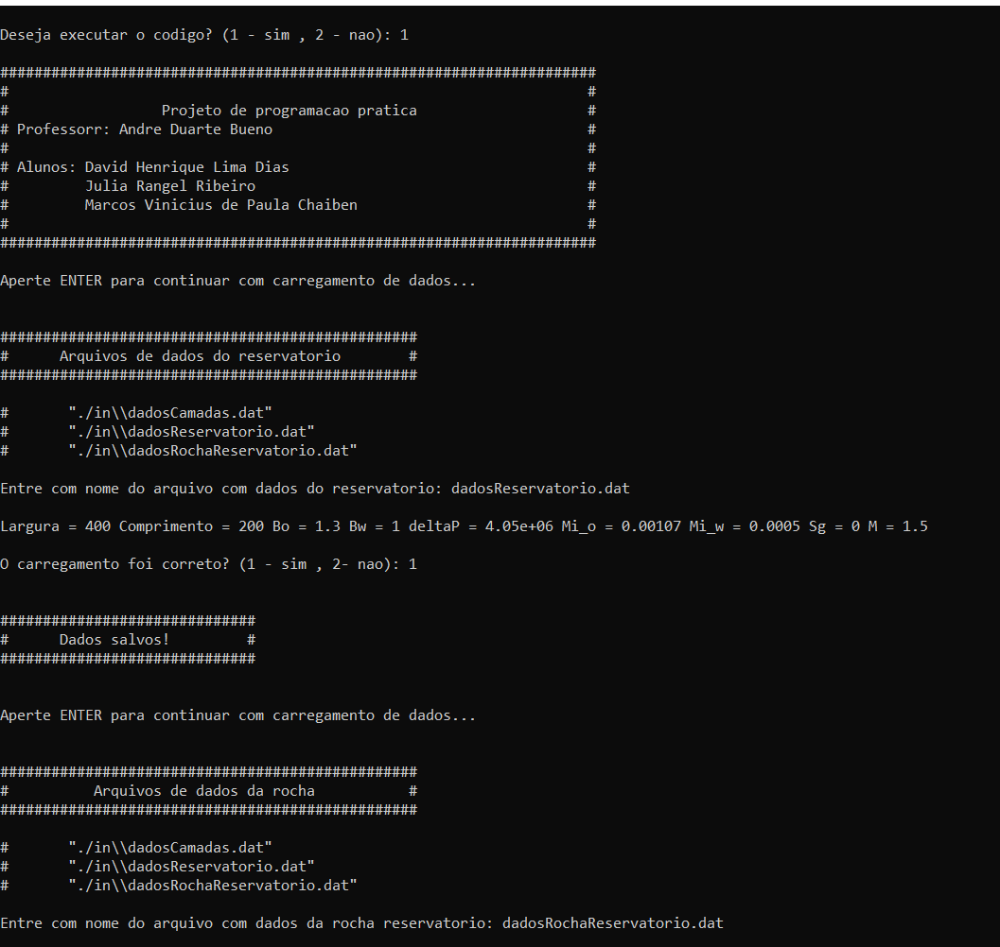 Deseja executar o codigo? (1 - sim , 2 - nao): 1
######################################################################
#                                                                    #
#                  Projeto de programacao pratica                    #
# Professorr: Andre Duarte Bueno                                     #
#                                                                    #
# Alunos: David Henrique Lima Dias                                   #
#         Julia Rangel Ribeiro                                       #
#         Marcos Vinicius de Paula Chaiben                           #
#                                                                    #
######################################################################
Aperte ENTER para continuar com carregamento de dados...
#################################################
#      Arquivos de dados do reservatorio        #
#################################################
#       "./in\\dadosCamadas.dat"
#       "./in\\dadosReservatorio.dat"
#       "./in\\dadosRochaReservatorio.dat"
Entre com nome do arquivo com dados do reservatorio: dadosReservatorio.dat
Largura = 400 Comprimento = 200 Bo = 1.3 Bw = 1 deltaP = 4.05e+06 Mi_o = 0.00107 Mi_w = 0.0005 Sg = 0 M = 1.5
O carregamento foi correto? (1 - sim , 2- nao): 1
##############################
#      Dados salvos!         #
##############################
Aperte ENTER para continuar com carregamento de dados...
#################################################
#          Arquivos de dados da rocha           #
#################################################
#       "./in\\dadosCamadas.dat"
#       "./in\\dadosReservatorio.dat"
#       "./in\\dadosRochaReservatorio.dat"
Entre com nome do arquivo com dados da rocha reservatorio: dadosRochaReservatorio.dat